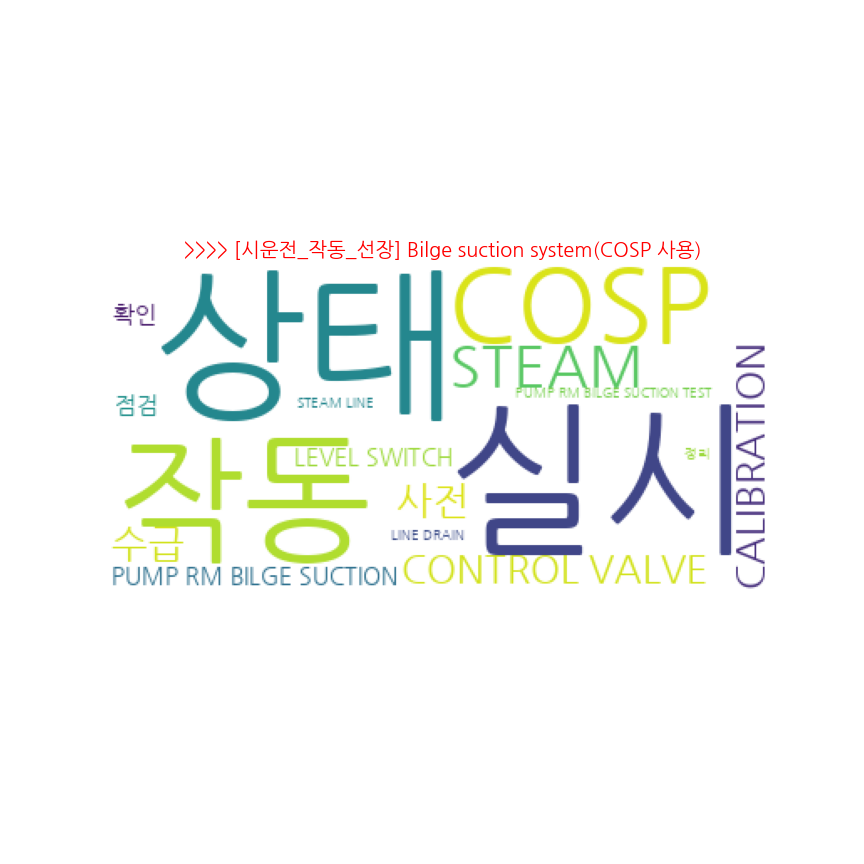 >>>> [시운전_작동_선장] Bilge suction system(COSP 사용)
확인
상태
COSP
STEAM
PUMP RM BILGE SUCTION TEST
점검
STEAM LINE
CALIBRATION
실시
작동
LEVEL SWITCH
정리
사전
수급
LINE DRAIN
PUMP RM BILGE SUCTION
CONTROL VALVE